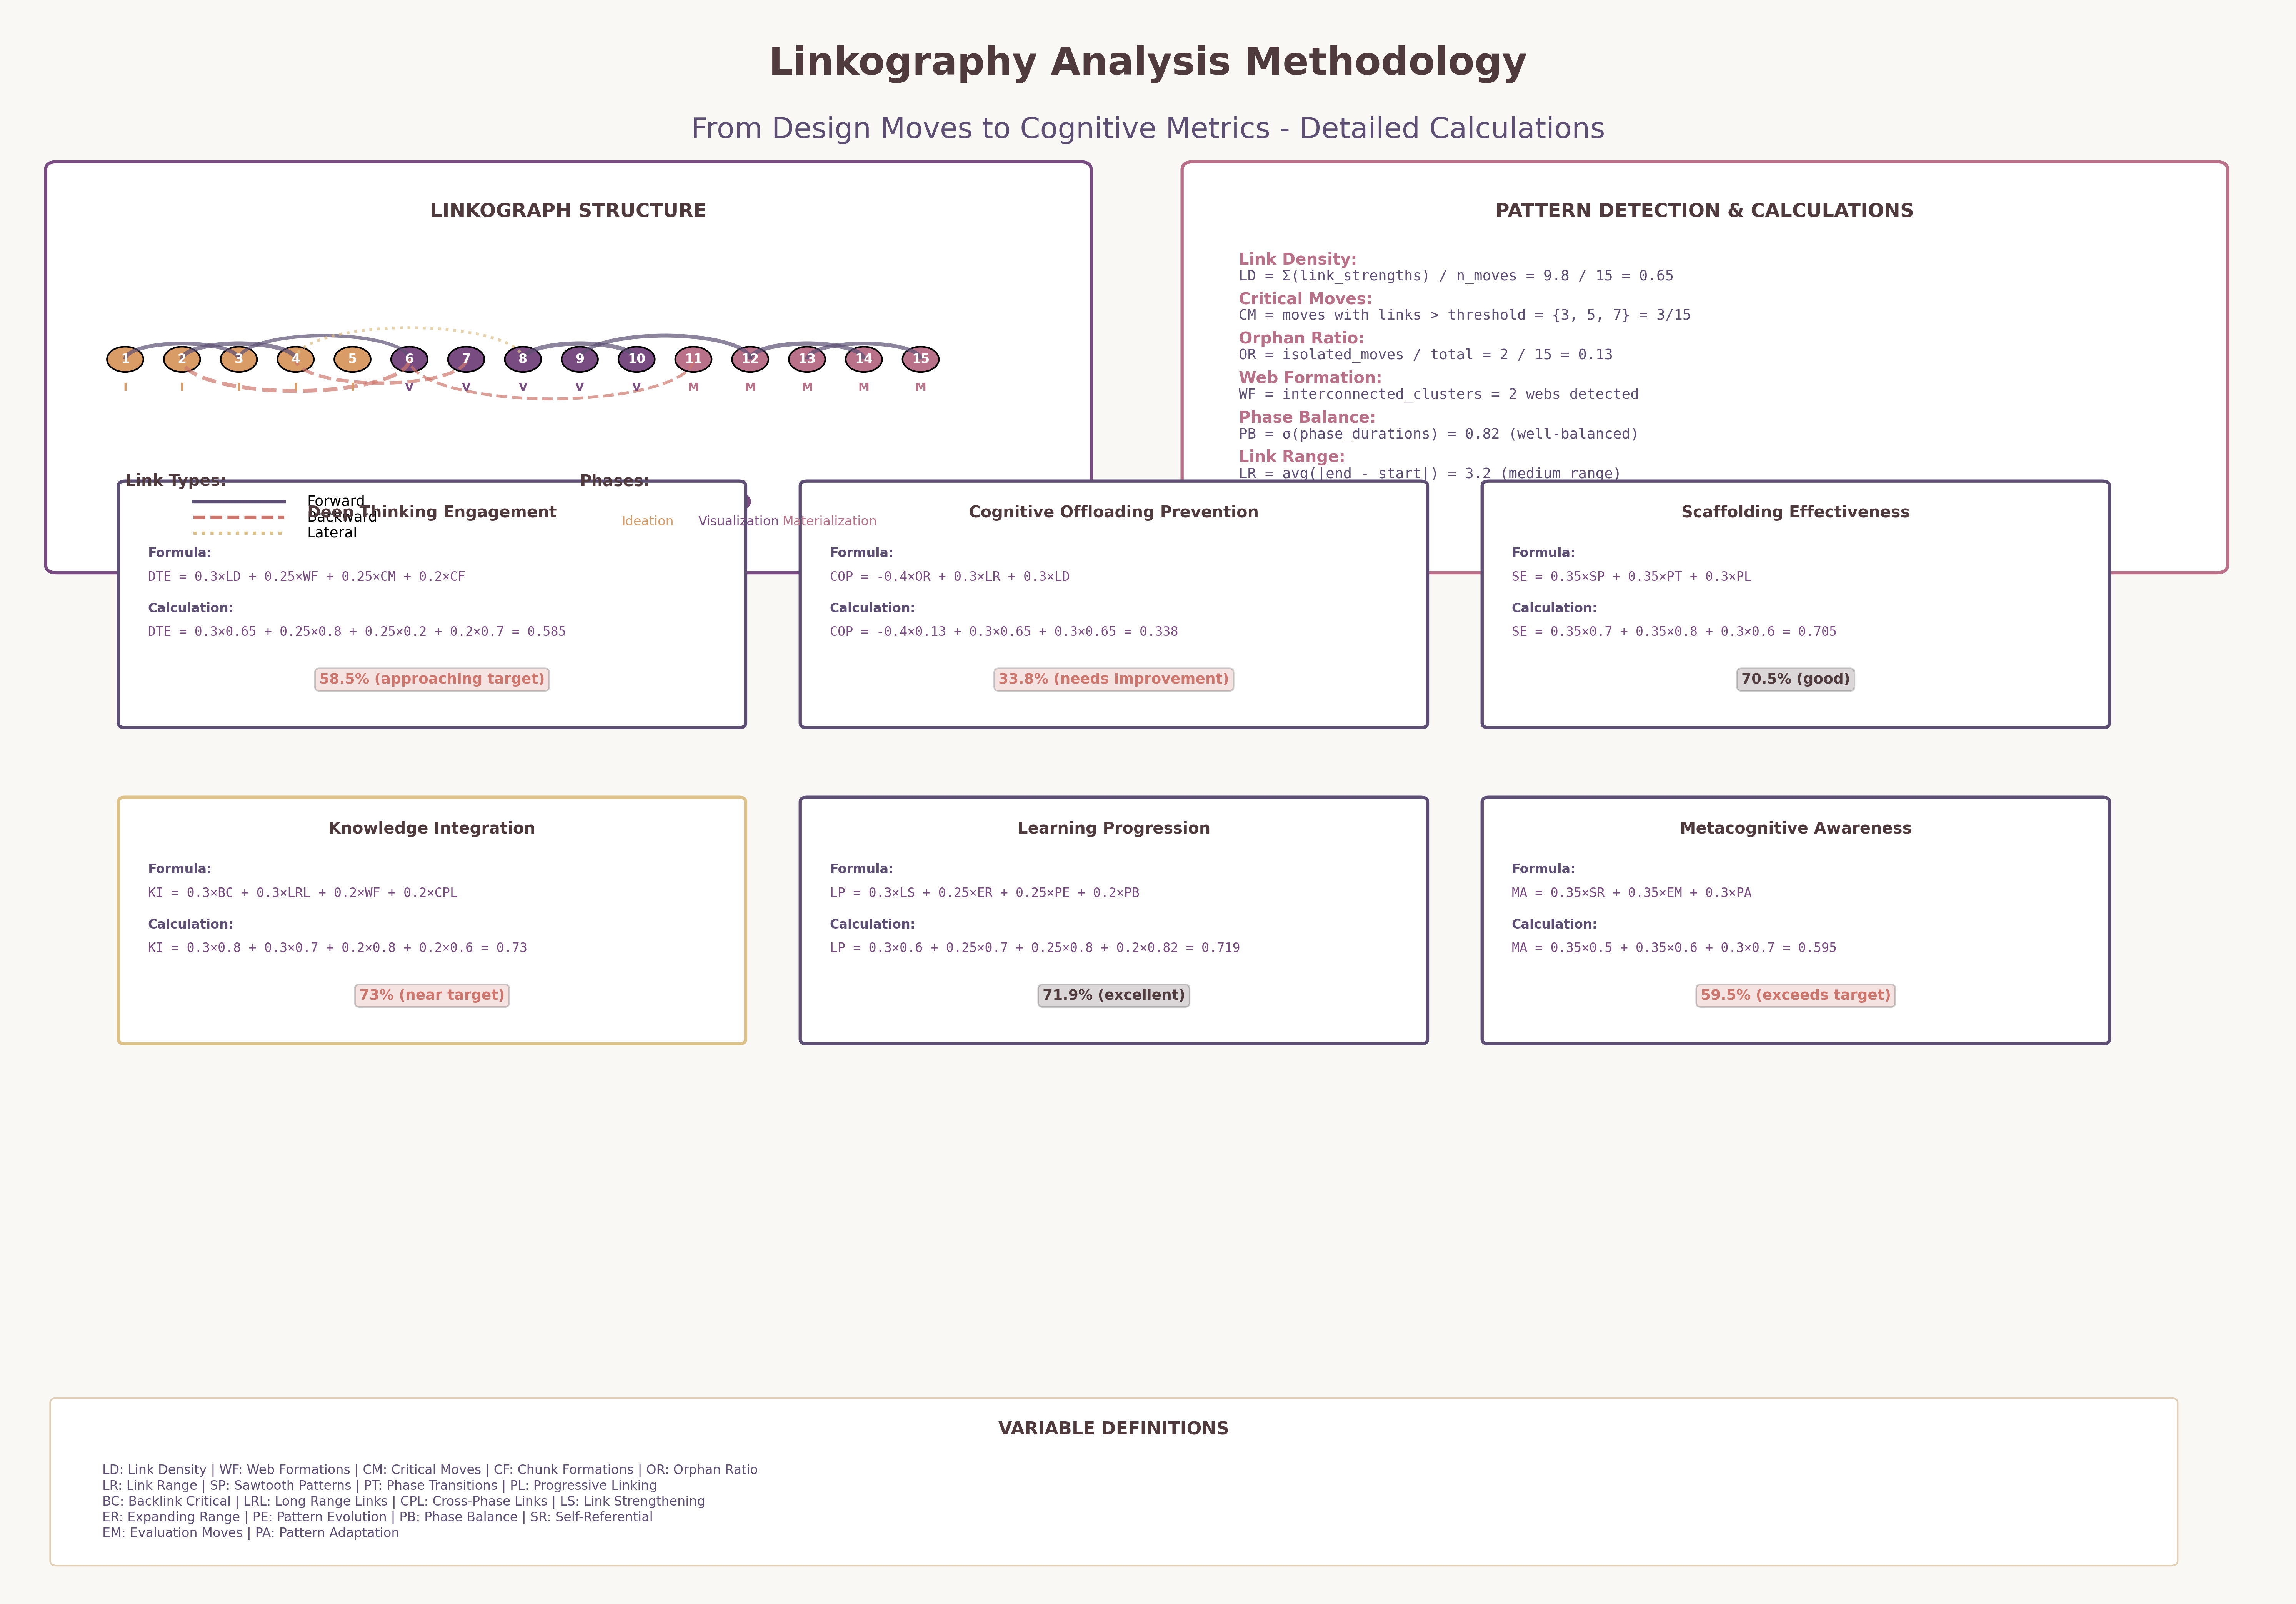 Linkography Analysis Methodology
From Design Moves to Cognitive Metrics - Detailed Calculations
LINKOGRAPH STRUCTURE
1 2 3 4 5 6 7 8 9 10 11 12 13 14 15
I I I I I V V V V V M M M M M
Link Types:
Forward
Backward
Lateral
Phases:
Ideation Visualization Materialization
PATTERN DETECTION & CALCULATIONS
Link Density:
LD = Σ(link_strengths) / n_moves = 9.8 / 15 = 0.65
Critical Moves:
CM = moves with links > threshold = {3, 5, 7} = 3/15
Orphan Ratio:
OR = isolated_moves / total = 2 / 15 = 0.13
Web Formation:
WF = interconnected_clusters = 2 webs detected
Phase Balance:
PB = σ(phase_durations) = 0.82 (well-balanced)
Link Range:
LR = avg(|end - start|) = 3.2 (medium range)
Deep Thinking Engagement
Formula:
DTE = 0.3×LD + 0.25×WF + 0.25×CM + 0.2×CF
Calculation:
DTE = 0.3×0.65 + 0.25×0.8 + 0.25×0.2 + 0.2×0.7 = 0.585
58.5% (approaching target)
Cognitive Offloading Prevention
Formula:
COP = -0.4×OR + 0.3×LR + 0.3×LD
Calculation:
COP = -0.4×0.13 + 0.3×0.65 + 0.3×0.65 = 0.338
33.8% (needs improvement)
Scaffolding Effectiveness
Formula:
SE = 0.35×SP + 0.35×PT + 0.3×PL
Calculation:
SE = 0.35×0.7 + 0.35×0.8 + 0.3×0.6 = 0.705
70.5% (good)
Knowledge Integration
Formula:
KI = 0.3×BC + 0.3×LRL + 0.2×WF + 0.2×CPL
Calculation:
KI = 0.3×0.8 + 0.3×0.7 + 0.2×0.8 + 0.2×0.6 = 0.73
73% (near target)
Learning Progression
Formula:
LP = 0.3×LS + 0.25×ER + 0.25×PE + 0.2×PB
Calculation:
LP = 0.3×0.6 + 0.25×0.7 + 0.25×0.8 + 0.2×0.82 = 0.719
71.9% (excellent)
Metacognitive Awareness
Formula:
MA = 0.35×SR + 0.35×EM + 0.3×PA
Calculation:
MA = 0.35×0.5 + 0.35×0.6 + 0.3×0.7 = 0.595
59.5% (exceeds target)
VARIABLE DEFINITIONS
LD: Link Density | WF: Web Formations | CM: Critical Moves | CF: Chunk Formations | OR: Orphan Ratio
LR: Link Range | SP: Sawtooth Patterns | PT: Phase Transitions | PL: Progressive Linking
BC: Backlink Critical | LRL: Long Range Links | CPL: Cross-Phase Links | LS: Link Strengthening
ER: Expanding Range | PE: Pattern Evolution | PB: Phase Balance | SR: Self-Referential
EM: Evaluation Moves | PA: Pattern Adaptation